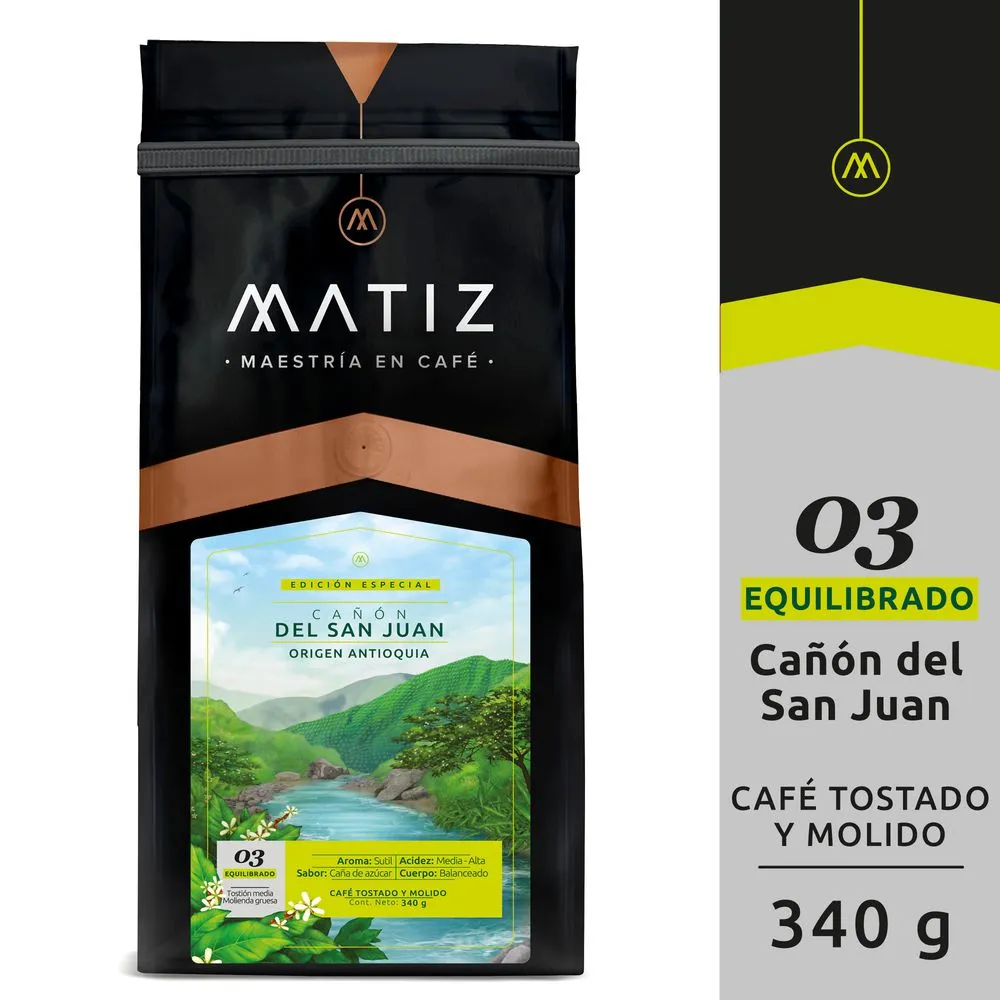 MATIZ
· MAESTRÍA EN CAFÉ ·
EDICIÓN ESPECIAL
CAÑÓN
DEL SAN JUAN
ORIGEN ANTIOQUIA
03
EQUILIBRADO
Tostión media
Molienda gruesa
Aroma: Sutil | Acidez: Media - Alta
Sabor: Caña de azúcar | Cuerpo: Balanceado
CAFÉ TOSTADO Y MOLIDO
Cont. Neto: 340 g
03
EQUILIBRADO
Cañón del
San Juan
CAFÉ TOSTADO
Y MOLIDO
340 g